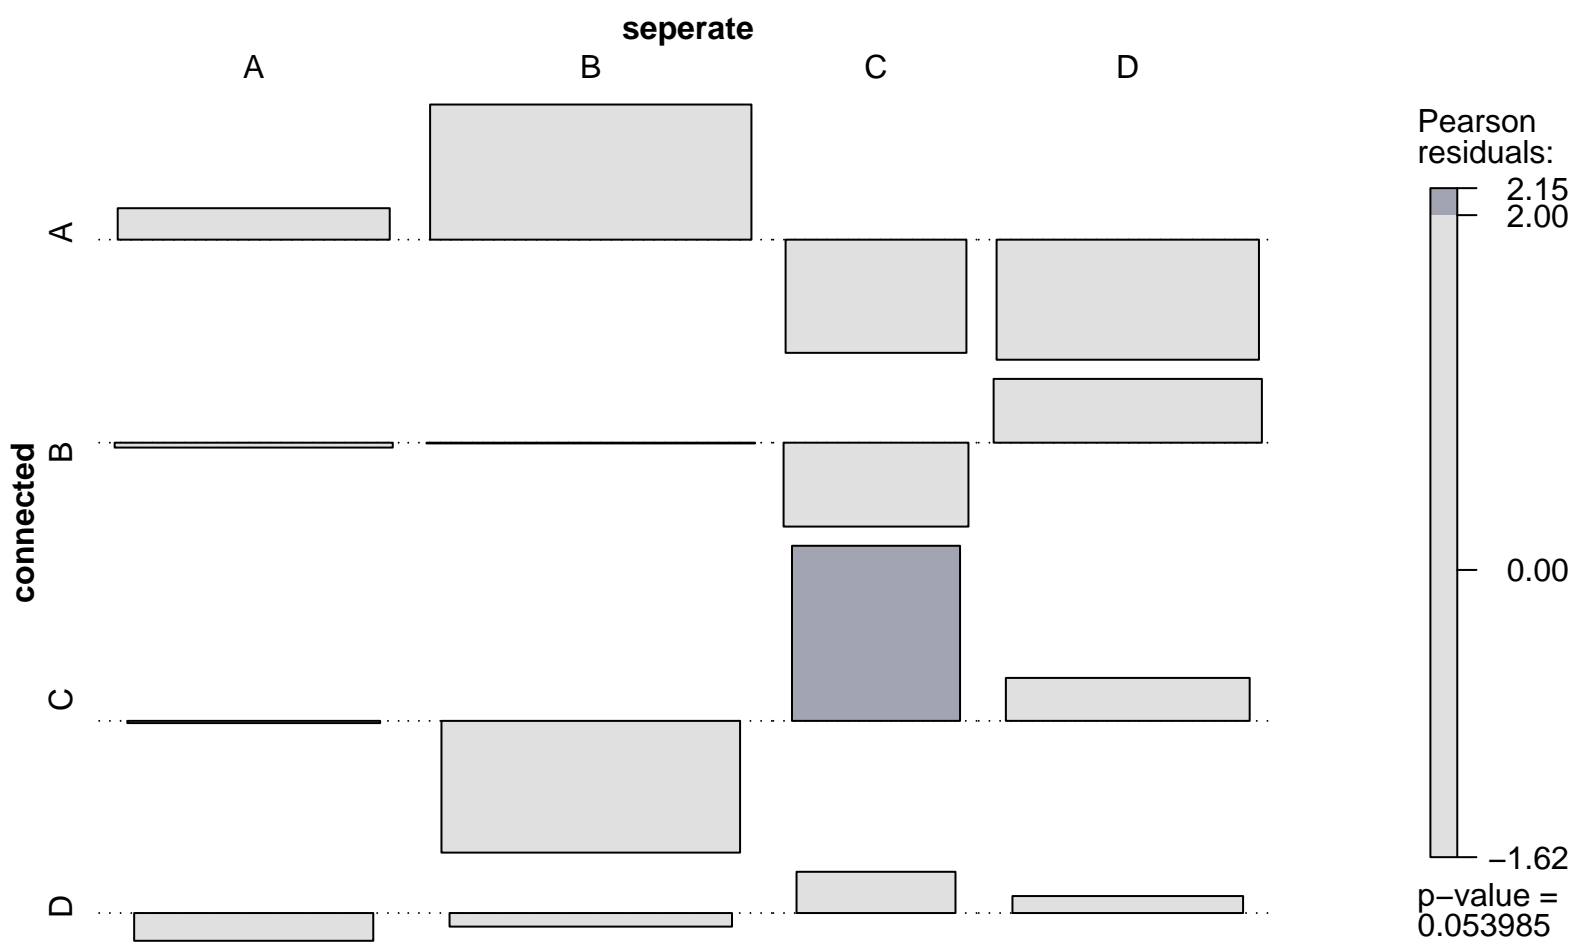 seperate
A
B
C
D
connected
A
B
C
D
Pearson
residuals:
2.15
2.00
0.00
−1.62
p−value =
0.053985